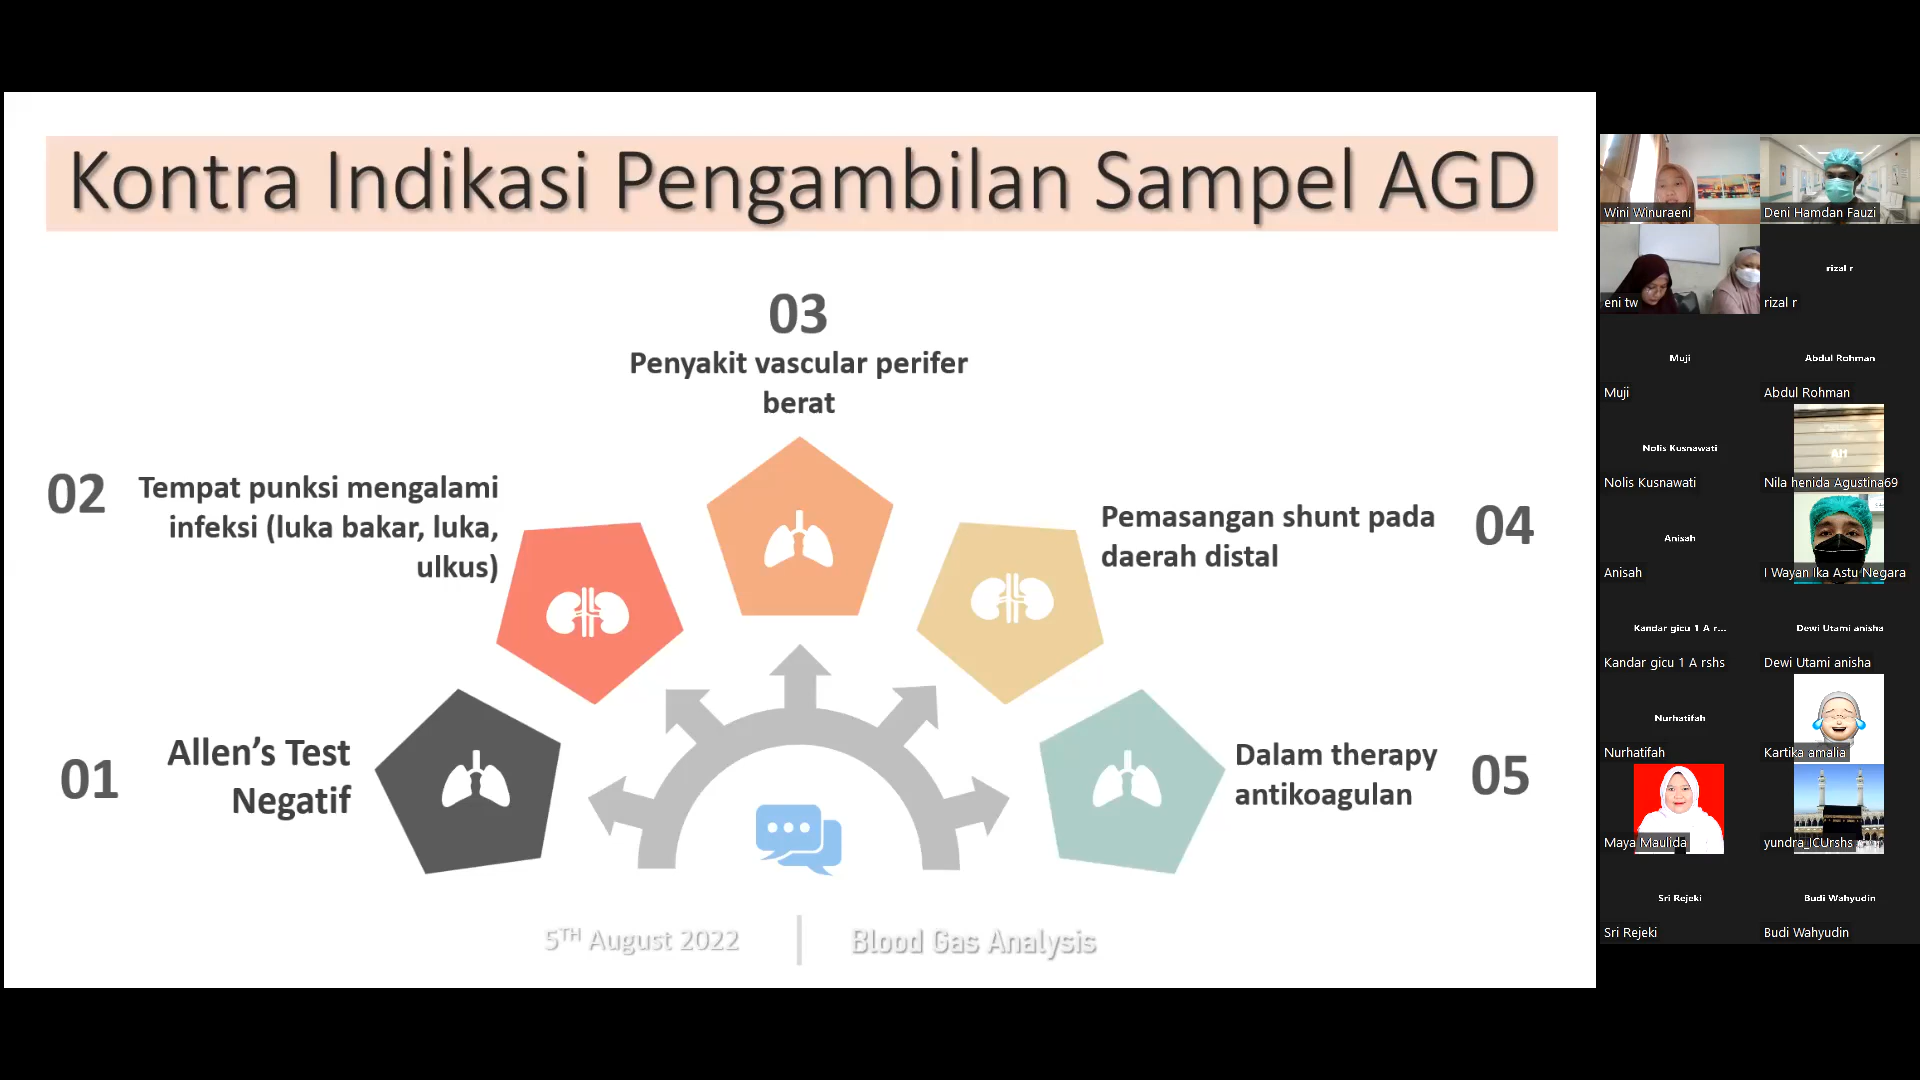 Kontra Indikasi Pengambilan Sampel AGD
03
Penyakit vascular perifer
berat
02
Tempat punksi mengalami
infeksi (luka bakar, luka,
ulkus)
Pemasangan shunt pada
daerah distal
04
01
Allen’s Test
Negatif
Dalam therapy
antikoagulan
05
5TH August 2022
Blood Gas Analysis
Wini Winuraeni
Deni Hamdan Fauzi
eni tw
rizal r
rizal r
Muji
Muji
Abdul Rohman
Abdul Rohman
Nolis Kusnawati
Nolis Kusnawati
AH
Nila henida Agustina69
Anisah
Anisah
I Wayan Ika Astu Negara
Kandar gicu 1 A r...
Kandar gicu 1 A rshs
Dewi Utami anisha
Dewi Utami anisha
Nurhatifah
Nurhatifah
Kartika amalia
Maya Maulida
yundra_ICUrshs
Sri Rejeki
Sri Rejeki
Budi Wahyudin
Budi Wahyudin